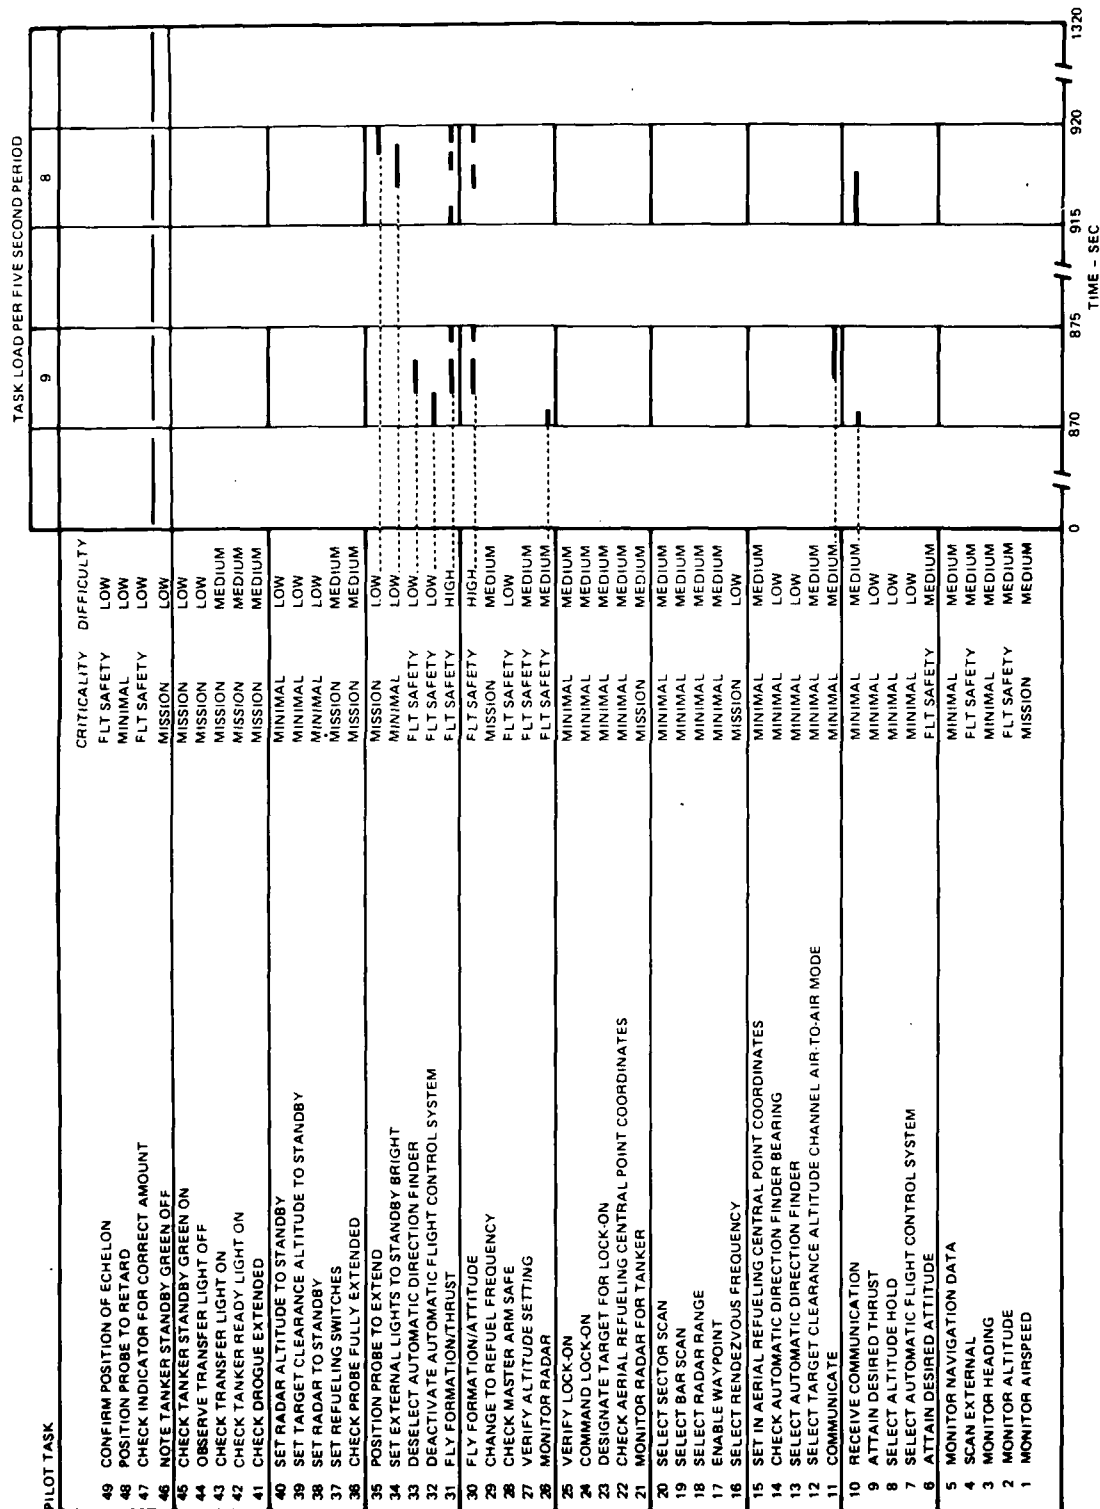 TASK LOAD PER FIVE SECOND PERIOD
9 8
PILOT TASK CRITICALITY DIFFICULTY
49 CONFIRM POSITION OF ECHELON FLT SAFETY LOW
48 POSITION PROBE TO RETARD MINIMAL LOW
47 CHECK INDICATOR FOR CORRECT AMOUNT FLT SAFETY LOW
46 NOTE TANKER STANDBY GREEN OFF MISSION LOW
45 CHECK TANKER STANDBY GREEN ON MISSION LOW
44 OBSERVE TRANSFER LIGHT OFF MISSION LOW
43 CHECK TRANSFER LIGHT ON MISSION MEDIUM
42 CHECK TANKER READY LIGHT ON MISSION MEDIUM
41 CHECK DROGUE EXTENDED MISSION MEDIUM
40 SET RADAR ALTITUDE TO STANDBY MINIMAL LOW
39 SET TARGET CLEARANCE ALTITUDE TO STANDBY MINIMAL LOW
38 SET RADAR TO STANDBY MINIMAL LOW
37 SET REFUELING SWITCHES MISSION MEDIUM
36 CHECK PROBE FULLY EXTENDED MISSION MEDIUM
35 POSITION PROBE TO EXTEND MISSION LOW
34 SET EXTERNAL LIGHTS TO STANDBY BRIGHT MINIMAL LOW
33 DESELECT AUTOMATIC DIRECTION FINDER FLT SAFETY LOW
32 DEACTIVATE AUTOMATIC FLIGHT CONTROL SYSTEM FLT SAFETY LOW
31 FLY FORMATION/THRUST FLT SAFETY HIGH
30 FLY FORMATION/ATTITUDE FLT SAFETY HIGH
29 CHANGE TO REFUEL FREQUENCY MISSION MEDIUM
28 CHECK MASTER ARM SAFE FLT SAFETY LOW
27 VERIFY ALTITUDE SETTING FLT SAFETY MEDIUM
26 MONITOR RADAR FLT SAFETY MEDIUM
25 VERIFY LOCK-ON MINIMAL MEDIUM
24 COMMAND LOCK-ON MINIMAL MEDIUM
23 DESIGNATE TARGET FOR LOCK-ON MINIMAL MEDIUM
22 CHECK AERIAL REFUELING CENTRAL POINT COORDINATES MINIMAL MEDIUM
21 MONITOR RADAR FOR TANKER MISSION MEDIUM
20 SELECT SECTOR SCAN MINIMAL MEDIUM
19 SELECT BAR SCAN MINIMAL MEDIUM
18 SELECT RADAR RANGE MINIMAL MEDIUM
17 ENABLE WAYPOINT MINIMAL MEDIUM
16 SELECT RENDEZVOUS FREQUENCY MISSION LOW
15 SET IN AERIAL REFUELING CENTRAL POINT COORDINATES MINIMAL MEDIUM
14 CHECK AUTOMATIC DIRECTION FINDER BEARING MINIMAL LOW
13 SELECT AUTOMATIC DIRECTION FINDER MINIMAL LOW
12 SELECT TARGET CLEARANCE ALTITUDE CHANNEL AIR-TO-AIR MODE MINIMAL MEDIUM
11 COMMUNICATE MINIMAL MEDIUM
10 RECEIVE COMMUNICATION MINIMAL MEDIUM
9 ATTAIN DESIRED THRUST MINIMAL LOW
8 SELECT ALTITUDE HOLD MINIMAL LOW
7 SELECT AUTOMATIC FLIGHT CONTROL SYSTEM MINIMAL LOW
6 ATTAIN DESIRED ATTITUDE FLT SAFETY MEDIUM
5 MONITOR NAVIGATION DATA MINIMAL MEDIUM
4 SCAN EXTERNAL FLT SAFETY MEDIUM
3 MONITOR HEADING MINIMAL MEDIUM
2 MONITOR ALTITUDE FLT SAFETY MEDIUM
1 MONITOR AIRSPEED MISSION MEDIUM
0 870 875 915 920 1320
TIME - SEC